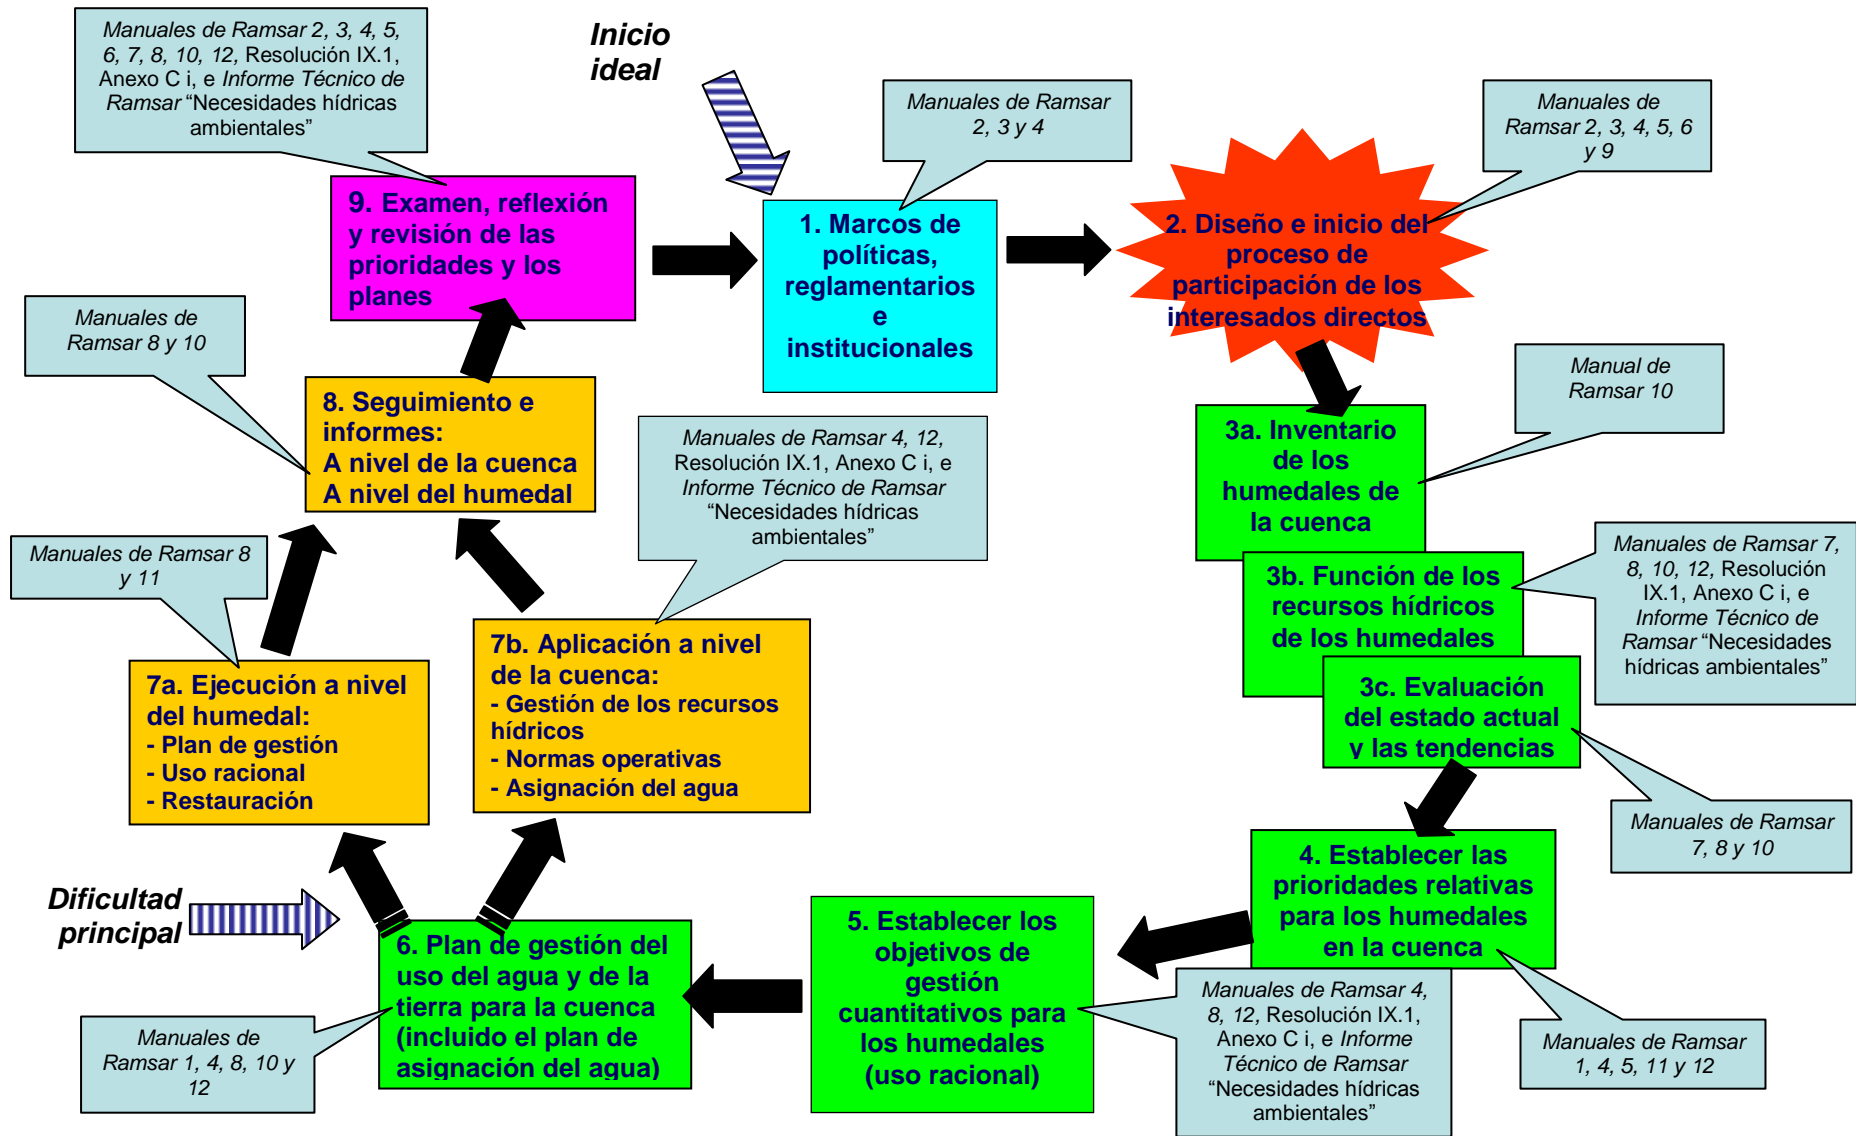 Manuales de Ramsar 2, 3, 4, 5,
6, 7, 8, 10, 12, Resolución IX.1,
Anexo C i, e Informe Técnico de
Ramsar “Necesidades hídricas
ambientales”
Inicio
ideal
Manuales de Ramsar
2, 3 y 4
Manuales de
Ramsar 2, 3, 4, 5, 6
y 9
9. Examen, reflexión
y revisión de las
prioridades y los
planes
1. Marcos de
políticas,
reglamentarios
e
institucionales
2. Diseño e inicio del
proceso de
participación de los
interesados directos
Manuales de
Ramsar 8 y 10
8. Seguimiento e
informes:
A nivel de la cuenca
A nivel del humedal
Manuales de Ramsar 4, 12,
Resolución IX.1, Anexo C i, e
Informe Técnico de Ramsar
“Necesidades hídricas
ambientales”
Manual de
Ramsar 10
3a. Inventario
de los
humedales de
la cuenca
Manuales de Ramsar 7,
8, 10, 12, Resolución
IX.1, Anexo C i, e
Informe Técnico de
Ramsar “Necesidades
hídricas ambientales”
3b. Función de los
recursos hídricos
de los humedales
3c. Evaluación
del estado actual
y las tendencias
Manuales de Ramsar 8
y 11
7a. Ejecución a nivel
del humedal:
- Plan de gestión
- Uso racional
- Restauración
7b. Aplicación a nivel
de la cuenca:
- Gestión de los recursos
hídricos
- Normas operativas
- Asignación del agua
Manuales de Ramsar
7, 8 y 10
4. Establecer las
prioridades relativas
para los humedales
en la cuenca
Dificultad
principal
6. Plan de gestión del
uso del agua y de la
tierra para la cuenca
(incluido el plan de
asignación del agua)
5. Establecer los
objetivos de
gestión
cuantitativos para
los humedales
(uso racional)
Manuales de Ramsar 4,
8, 12, Resolución IX.1,
Anexo C i, e Informe
Técnico de Ramsar
“Necesidades hídricas
ambientales”
Manuales de Ramsar
1, 4, 5, 11 y 12
Manuales de
Ramsar 1, 4, 8, 10 y
12